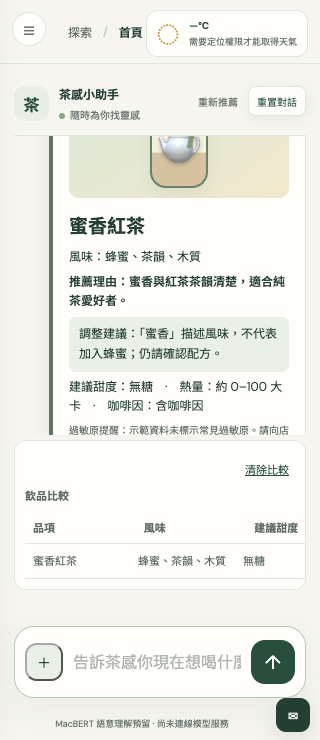 探索 / 首頁
—°C
需要定位權限才能取得天氣
茶
茶感小助手
隨時為你找靈感
重新推薦
重置對話
蜜香紅茶
風味：蜂蜜、茶韻、木質
推薦理由：蜜香與紅茶茶韻清楚，適合純
茶愛好者。
調整建議：「蜜香」描述風味，不代表
加入蜂蜜；仍請確認配方。
建議甜度：無糖 · 熱量：約 0–100 大
卡 · 咖啡因：含咖啡因
過敏原提醒：示範資料未標示常見過敏原。請向店
清除比較
飲品比較
品項 風味 建議甜度
蜜香紅茶 蜂蜜、茶韻、木質 無糖
告訴茶感你現在想喝什
MacBERT 語意理解預留 · 尚未連線模型服務